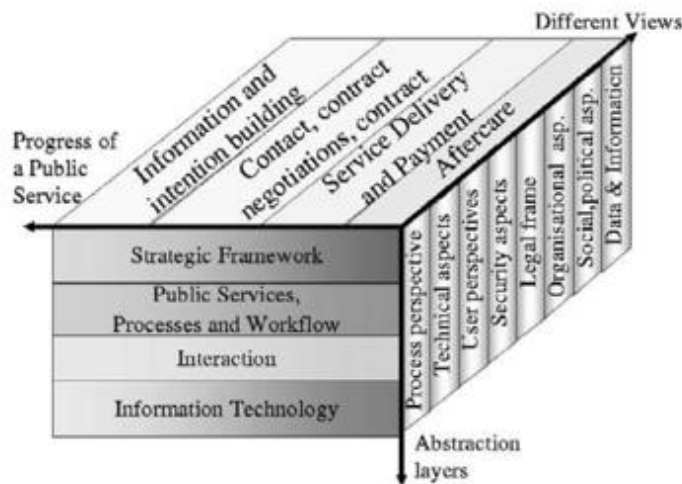 Different Views
Information and
intention building
Contact, contract
negotiations, contract
Service Delivery
and Payment
Aftercare
Progress of
a Public
Service
Strategic Framework
Public Services,
Processes and Workflow
Interaction
Information Technology
Process perspective
Technical aspects
User perspectives
Security aspects
Legal frame
Organisational asp.
Social,political asp.
Data & Information
Abstraction
layers